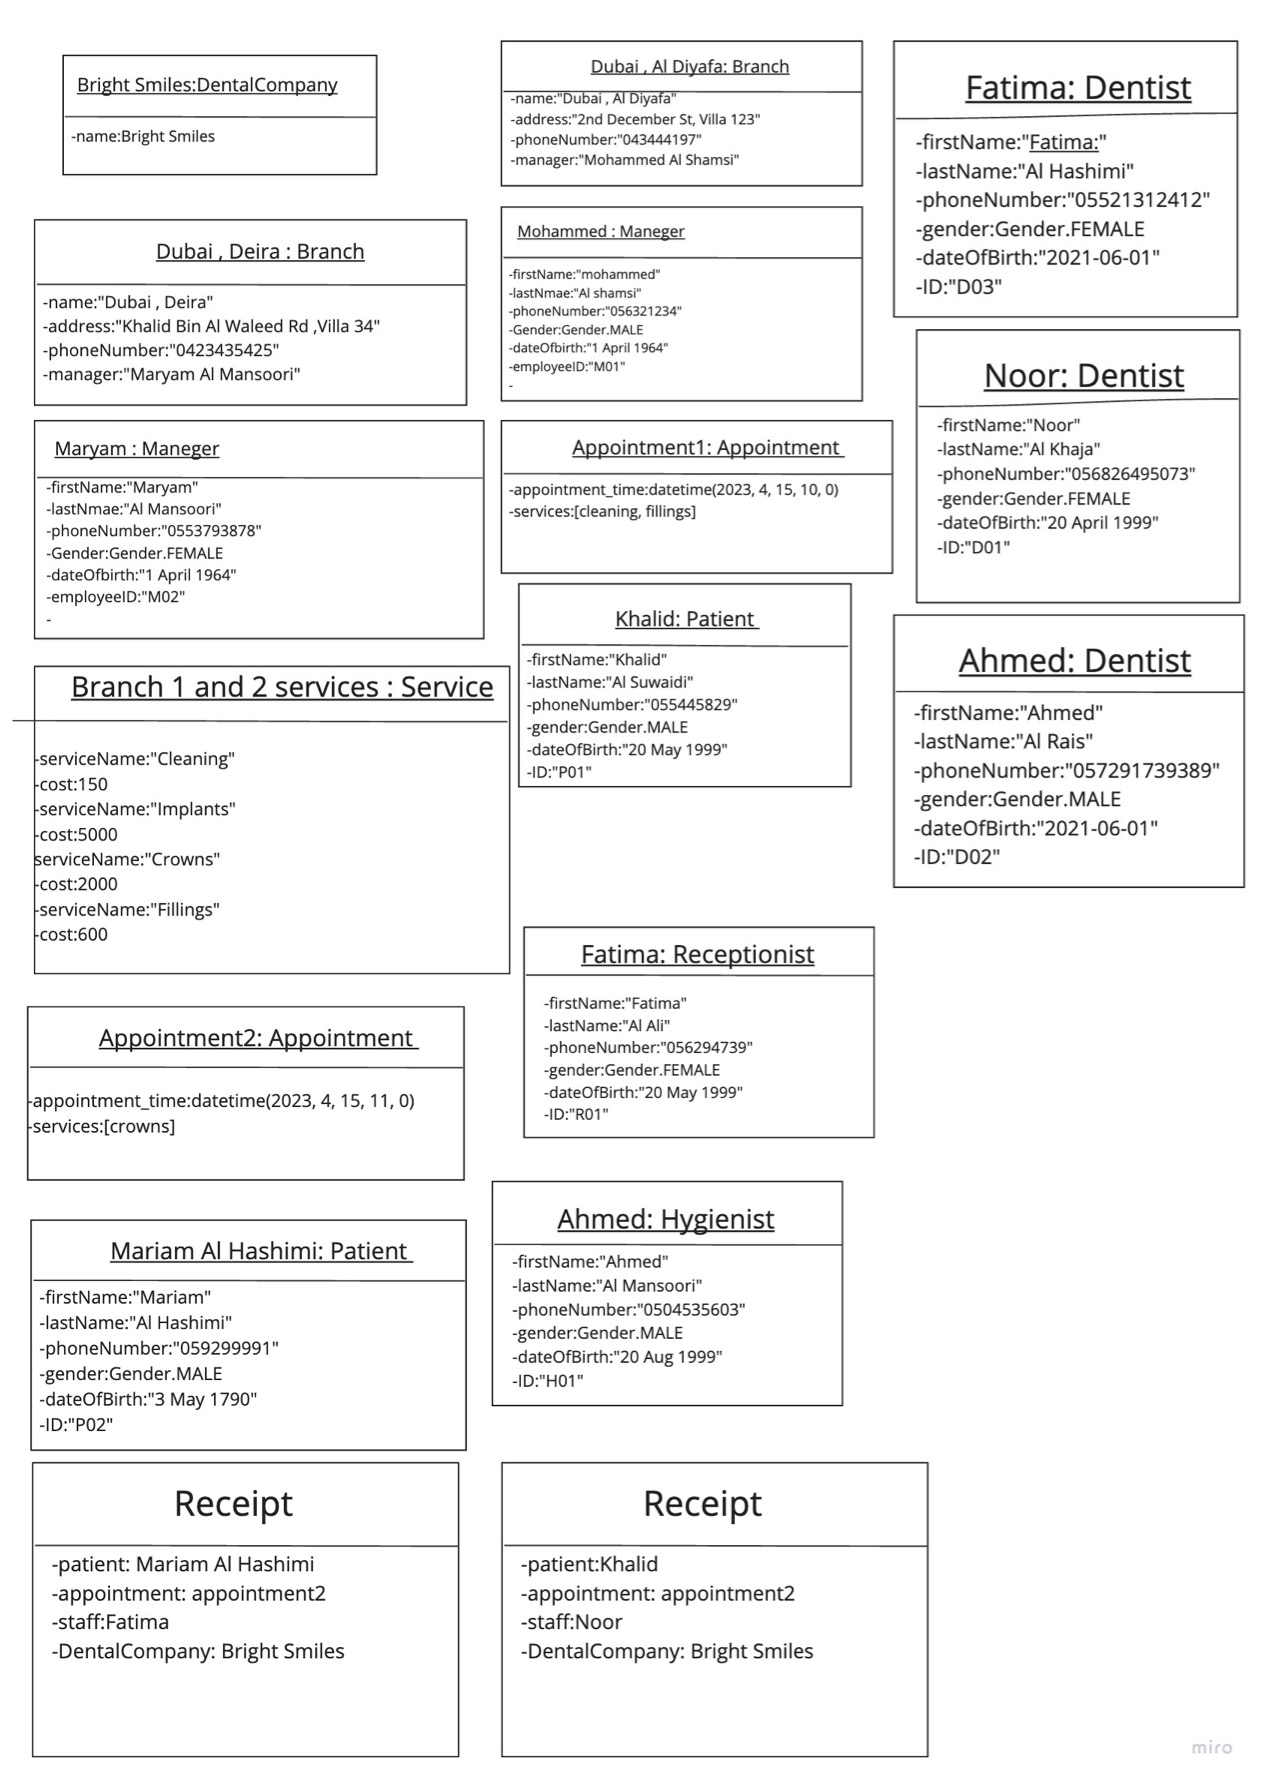 Bright Smiles:DentalCompany
-name:Bright Smiles
Dubai , Al Diyafa: Branch
-name:"Dubai , Al Diyafa"
-address:"2nd December St, Villa 123"
-phoneNumber:"043444197"
-manager:"Mohammed Al Shamsi"
Fatima: Dentist
-firstName:"Fatima:"
-lastName:"Al Hashimi"
-phoneNumber:"05521312412"
-gender:Gender.FEMALE
-dateOfBirth:"2021-06-01"
-ID:"D03"
Dubai , Deira : Branch
-name:"Dubai , Deira"
-address:"Khalid Bin Al Waleed Rd ,Villa 34"
-phoneNumber:"0423435425"
-manager:"Maryam Al Mansoori"
Mohammed : Maneger
-firstName:"mohammed"
-lastNmae:"Al shamsi"
-phoneNumber:"056321234"
-Gender:Gender.MALE
-dateOfbirth:"1 April 1964"
-employeeID:"M01"
-
Noor: Dentist
-firstName:"Noor"
-lastName:"Al Khaja"
-phoneNumber:"056826495073"
-gender:Gender.FEMALE
-dateOfBirth:"20 April 1999"
-ID:"D01"
Maryam : Maneger
-firstName:"Maryam"
-lastNmae:"Al Mansoori"
-phoneNumber:"0553793878"
-Gender:Gender.FEMALE
-dateOfbirth:"1 April 1964"
-employeeID:"M02"
-
Appointment1: Appointment
-appointment_time:datetime(2023, 4, 15, 10, 0)
-services:[cleaning, fillings]
Khalid: Patient
-firstName:"Khalid"
-lastName:"Al Suwaidi"
-phoneNumber:"055445829"
-gender:Gender.MALE
-dateOfBirth:"20 May 1999"
-ID:"P01"
Ahmed: Dentist
-firstName:"Ahmed"
-lastName:"Al Rais"
-phoneNumber:"057291739389"
-gender:Gender.MALE
-dateOfBirth:"2021-06-01"
-ID:"D02"
Branch 1 and 2 services : Service
-serviceName:"Cleaning"
-cost:150
-serviceName:"Implants"
-cost:5000
serviceName:"Crowns"
-cost:2000
-serviceName:"Fillings"
-cost:600
Fatima: Receptionist
-firstName:"Fatima"
-lastName:"Al Ali"
-phoneNumber:"056294739"
-gender:Gender.FEMALE
-dateOfBirth:"20 May 1999"
-ID:"R01"
Appointment2: Appointment
-appointment_time:datetime(2023, 4, 15, 11, 0)
-services:[crowns]
Ahmed: Hygienist
-firstName:"Ahmed"
-lastName:"Al Mansoori"
-phoneNumber:"0504535603"
-gender:Gender.MALE
-dateOfBirth:"20 Aug 1999"
-ID:"H01"
Mariam Al Hashimi: Patient
-firstName:"Mariam"
-lastName:"Al Hashimi"
-phoneNumber:"059299991"
-gender:Gender.MALE
-dateOfBirth:"3 May 1790"
-ID:"P02"
Receipt
-patient: Mariam Al Hashimi
-appointment: appointment2
-staff:Fatima
-DentalCompany: Bright Smiles
Receipt
-patient:Khalid
-appointment: appointment2
-staff:Noor
-DentalCompany: Bright Smiles
miro